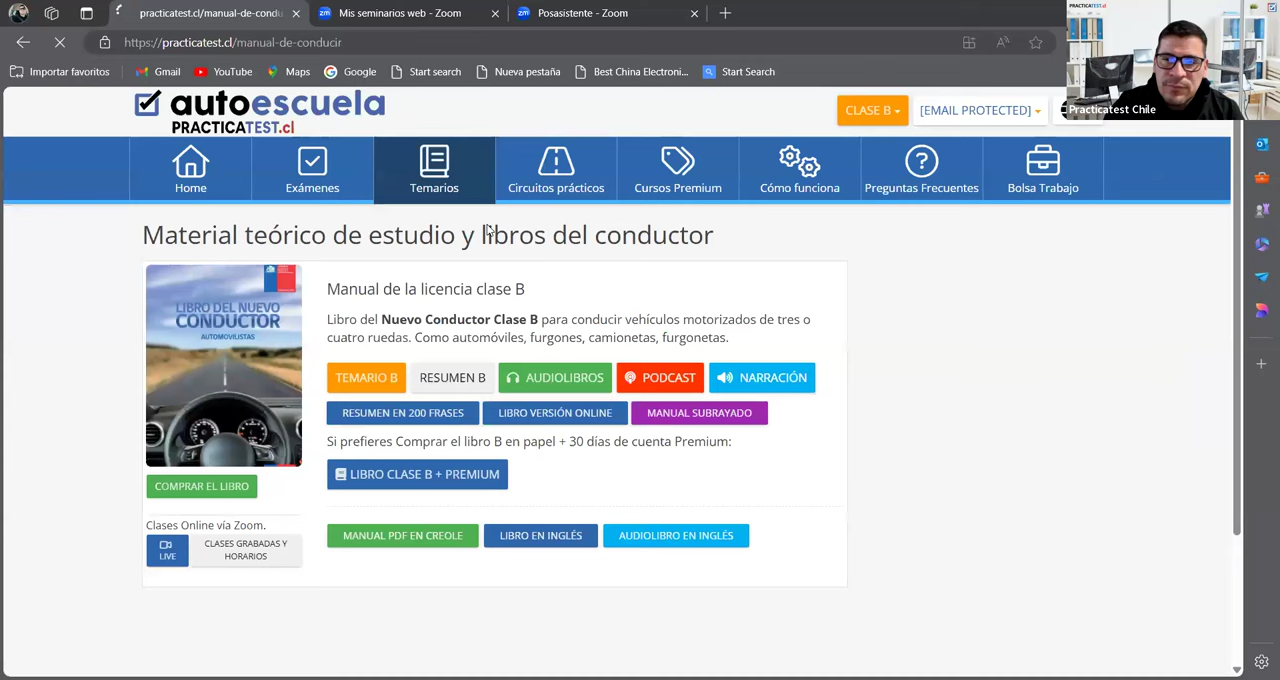 practicatest.cl/manual-de-condu
Mis seminarios web - Zoom
Posasistente - Zoom
https://practicatest.cl/manual-de-conducir
Importar favoritos
Gmail
YouTube
Maps
Google
Start search
Nueva pestaña
Best China Electroni...
Start Search
PRACTICATEST.cl
Practicatest Chile
autoescuela
PRACTICATEST.cl
CLASE B
[EMAIL PROTECTED]
Home
Exámenes
Temarios
Circuitos prácticos
Cursos Premium
Cómo funciona
Preguntas Frecuentes
Bolsa Trabajo
Material teórico de estudio y libros del conductor
LIBRO DEL NUEVO
CONDUCTOR
AUTOMOVILISTAS
COMPRAR EL LIBRO
Clases Online vía Zoom.
LIVE
CLASES GRABADAS Y
HORARIOS
Manual de la licencia clase B
Libro del Nuevo Conductor Clase B para conducir vehículos motorizados de tres o
cuatro ruedas. Como automóviles, furgones, camionetas, furgonetas.
TEMARIO B
RESUMEN B
AUDIOLIBROS
PODCAST
NARRACIÓN
RESUMEN EN 200 FRASES
LIBRO VERSIÓN ONLINE
MANUAL SUBRAYADO
Si prefieres Comprar el libro B en papel + 30 días de cuenta Premium:
LIBRO CLASE B + PREMIUM
MANUAL PDF EN CREOLE
LIBRO EN INGLÉS
AUDIOLIBRO EN INGLÉS